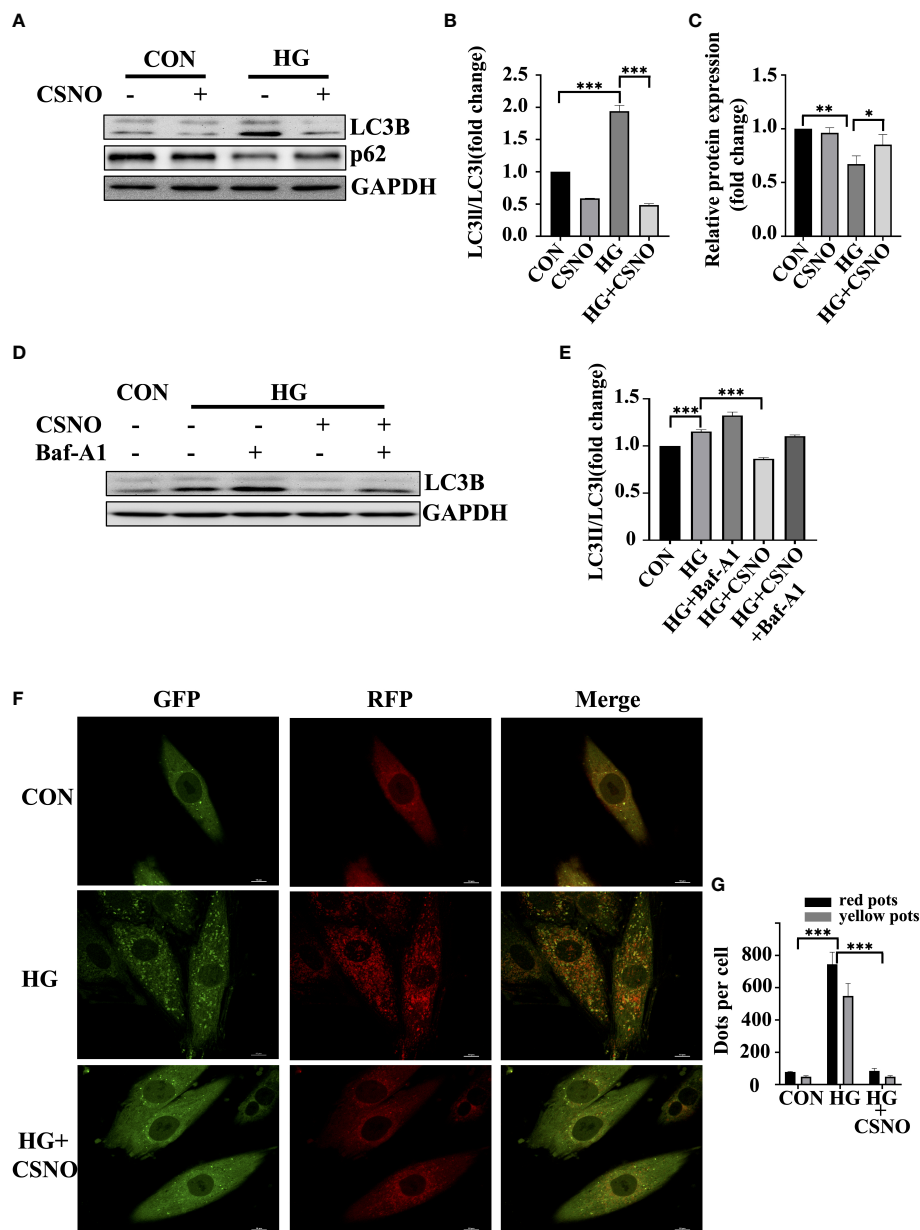 A
CON HG
CSNO - + - +
LC3B
p62
GAPDH
B
LC3II/LC3I(fold change)
2.5
2.0
1.5
1.0
0.5
0.0
*** ***
CON
CSNO
HG
HG+CSNO
C
Relative protein expression
(fold change)
1.5
1.0
0.5
0.0
** *
CON
CSNO
HG
HG+CSNO
D
CON HG
CSNO - - - + +
Baf-A1 - - + - +
LC3B
GAPDH
E
LC3II/LC3I(fold change)
1.5
1.0
0.5
0
*** ***
CON
HG
HG+Baf-A1
HG+CSNO
HG+CSNO
+Baf-A1
F
GFP RFP Merge
CON
HG
HG+
CSNO
G
red pots
yellow pots
Dots per cell
800
600
400
200
0
*** ***
CON HG HG
+
CSNO